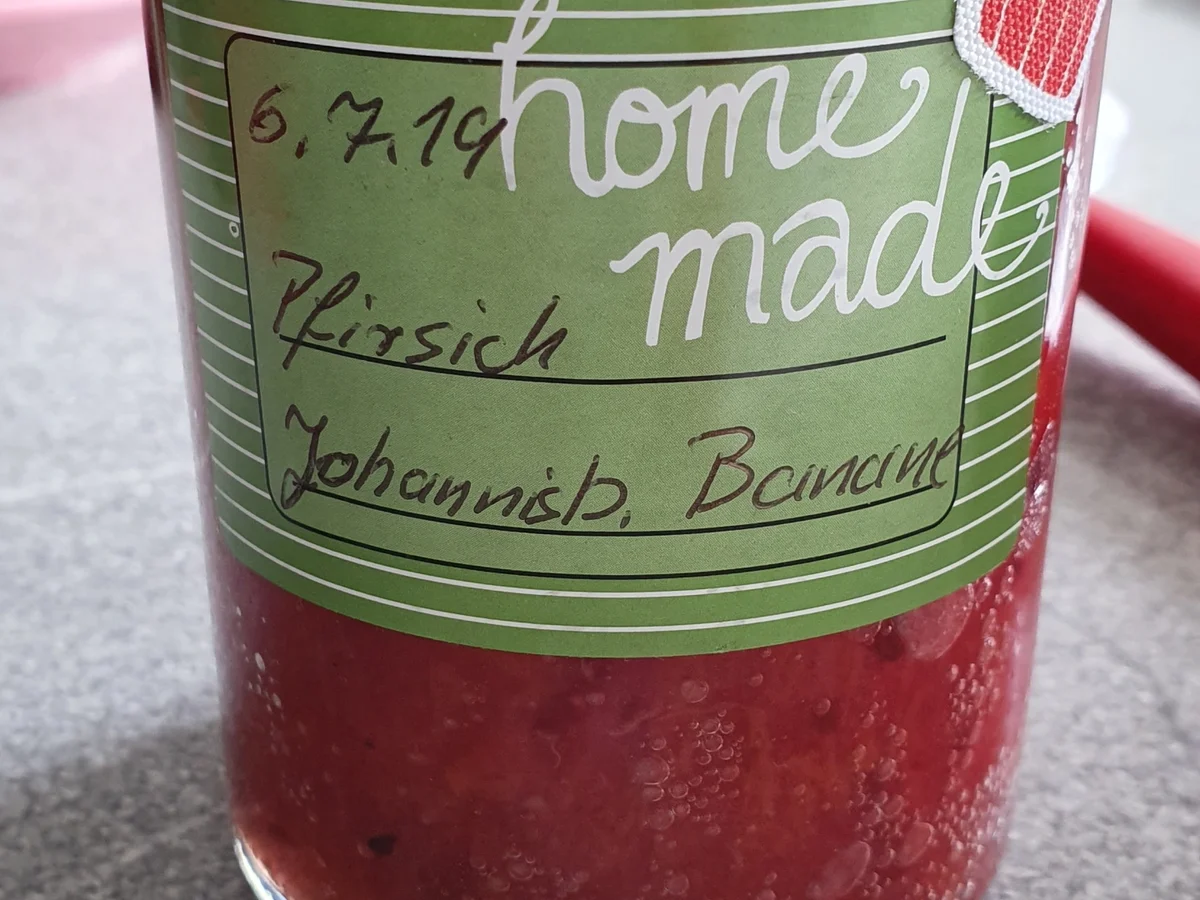 6.7.19
home
made
Pfirsich
Johannisb. Banane